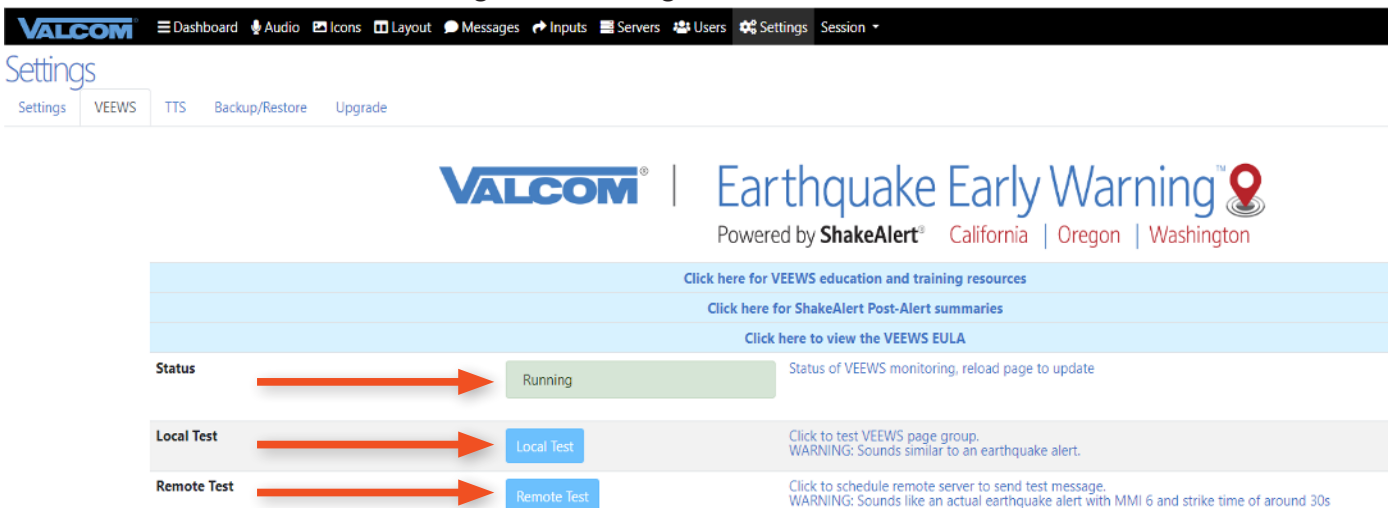 VALCOM Dashboard Audio Icons Layout Messages Inputs Servers Users Settings Session
Settings
Settings VEEWS TTS Backup/Restore Upgrade
VALCOM® | Earthquake Early Warning™
Powered by ShakeAlert® California | Oregon | Washington
Click here for VEEWS education and training resources
Click here for ShakeAlert Post-Alert summaries
Click here to view the VEEWS EULA
Status Running Status of VEEWS monitoring, reload page to update
Local Test Local Test Click to test VEEWS page group.
WARNING: Sounds similar to an earthquake alert.
Remote Test Remote Test Click to schedule remote server to send test message.
WARNING: Sounds like an actual earthquake alert with MMI 6 and strike time of around 30s